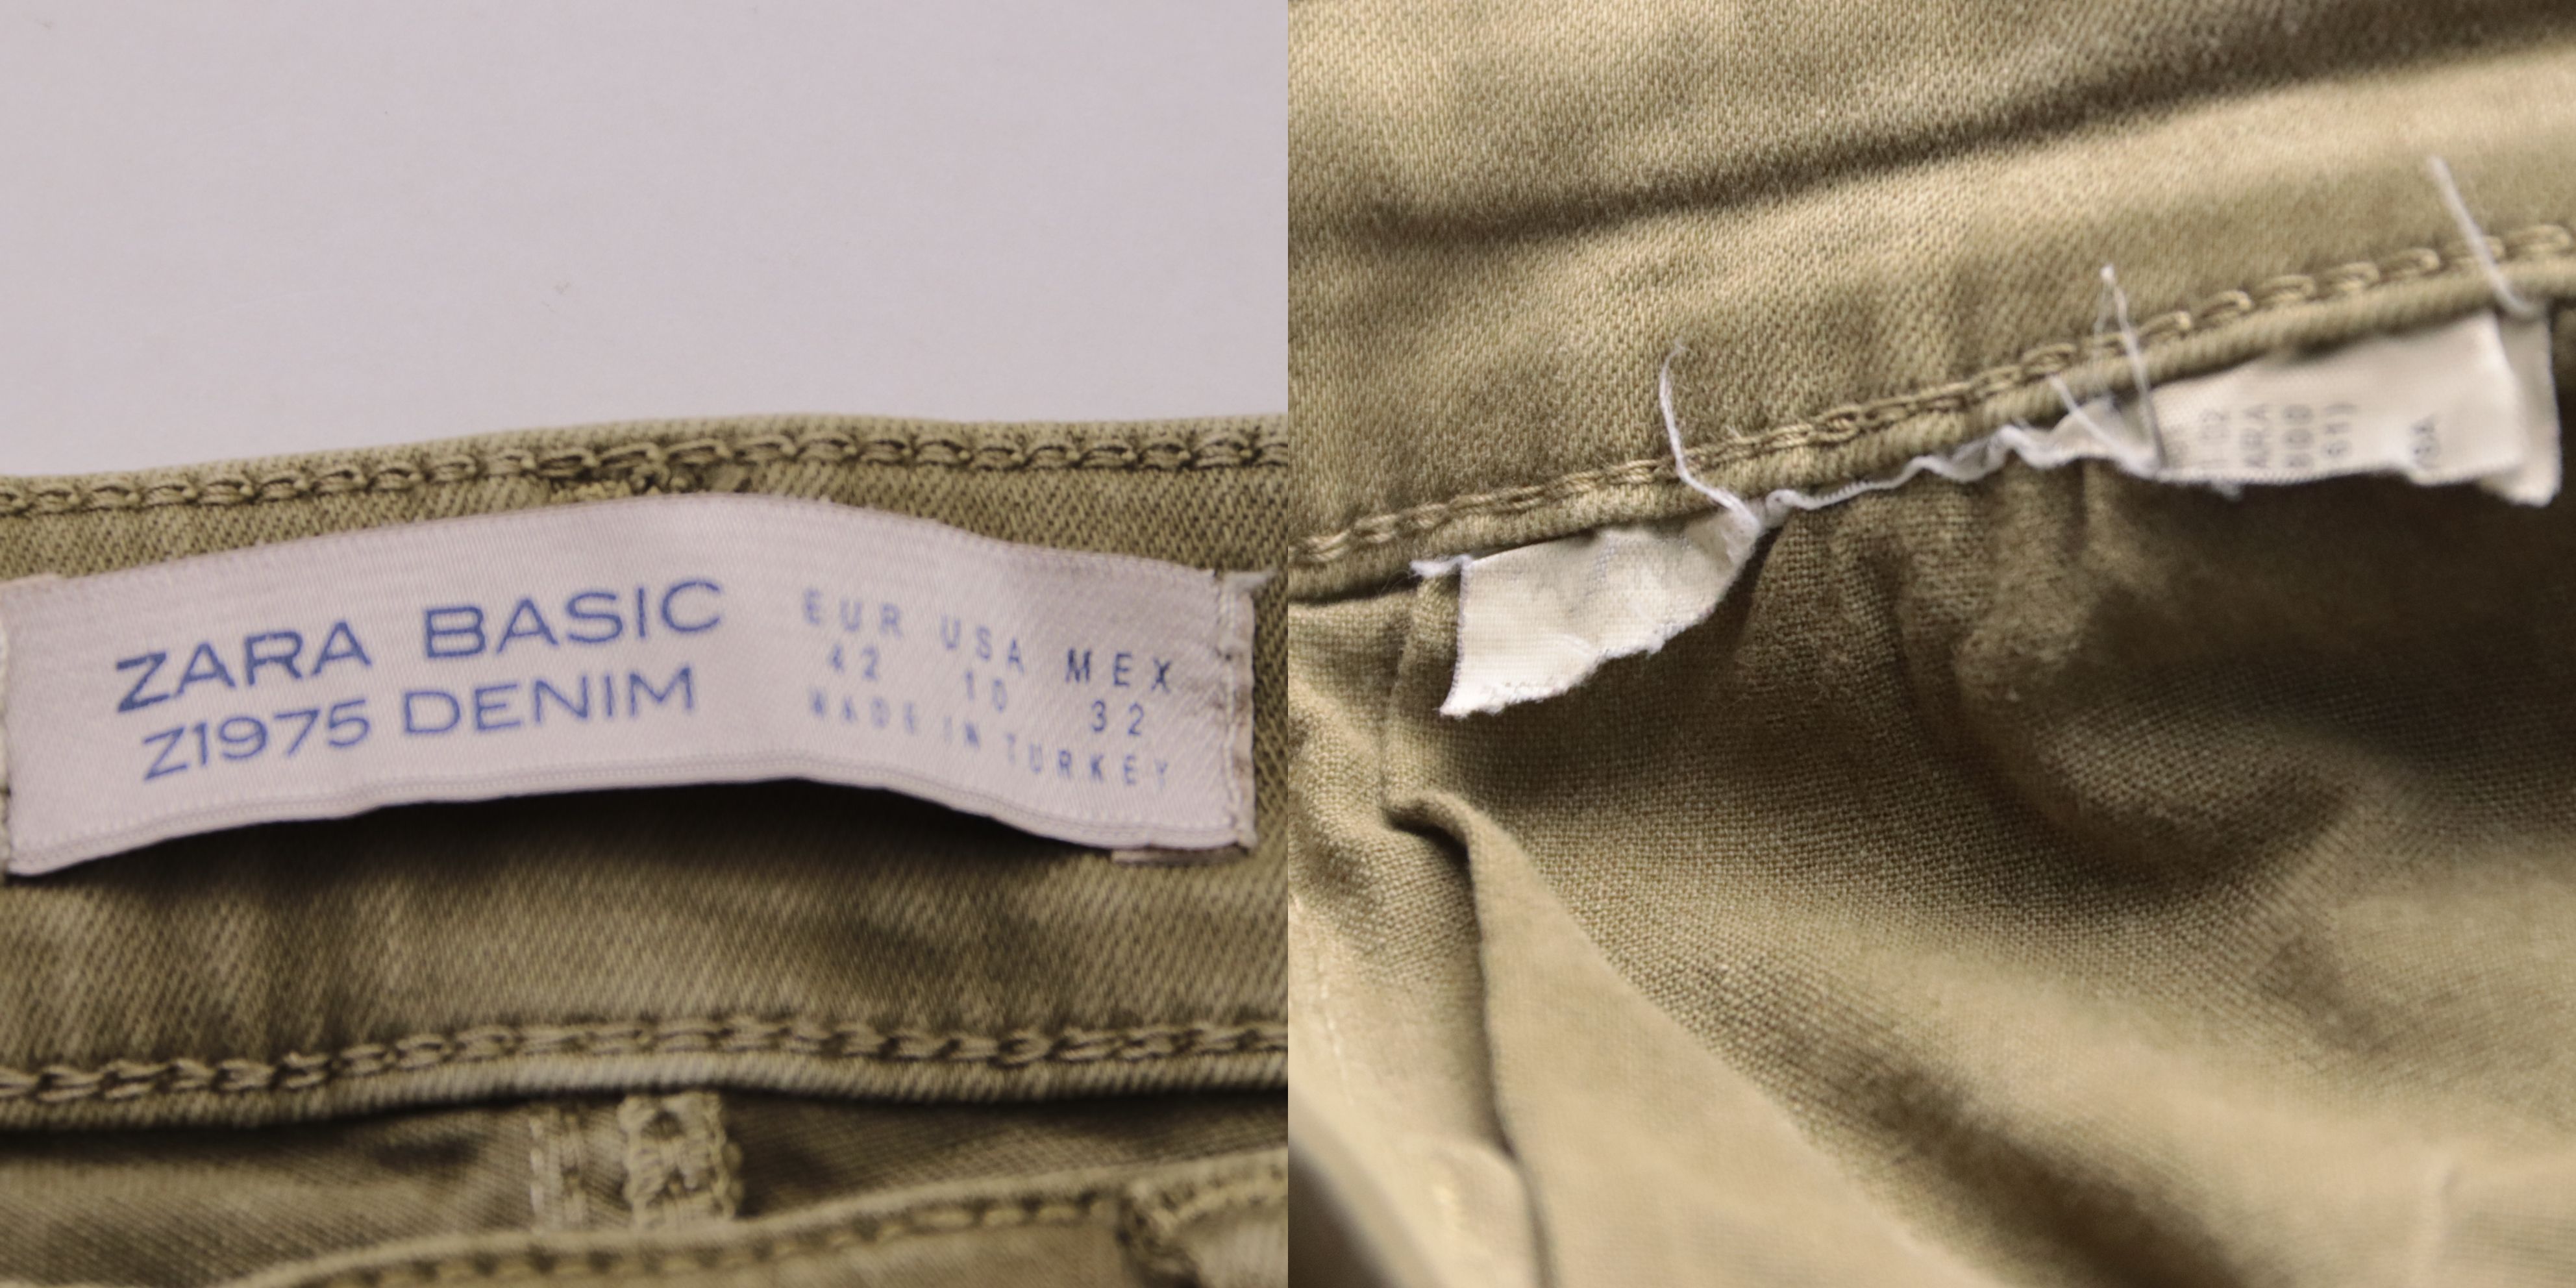 ZARA BASIC
Z1975 DENIM
EUR USA MEX
42 10 32
MADE IN TURKEY